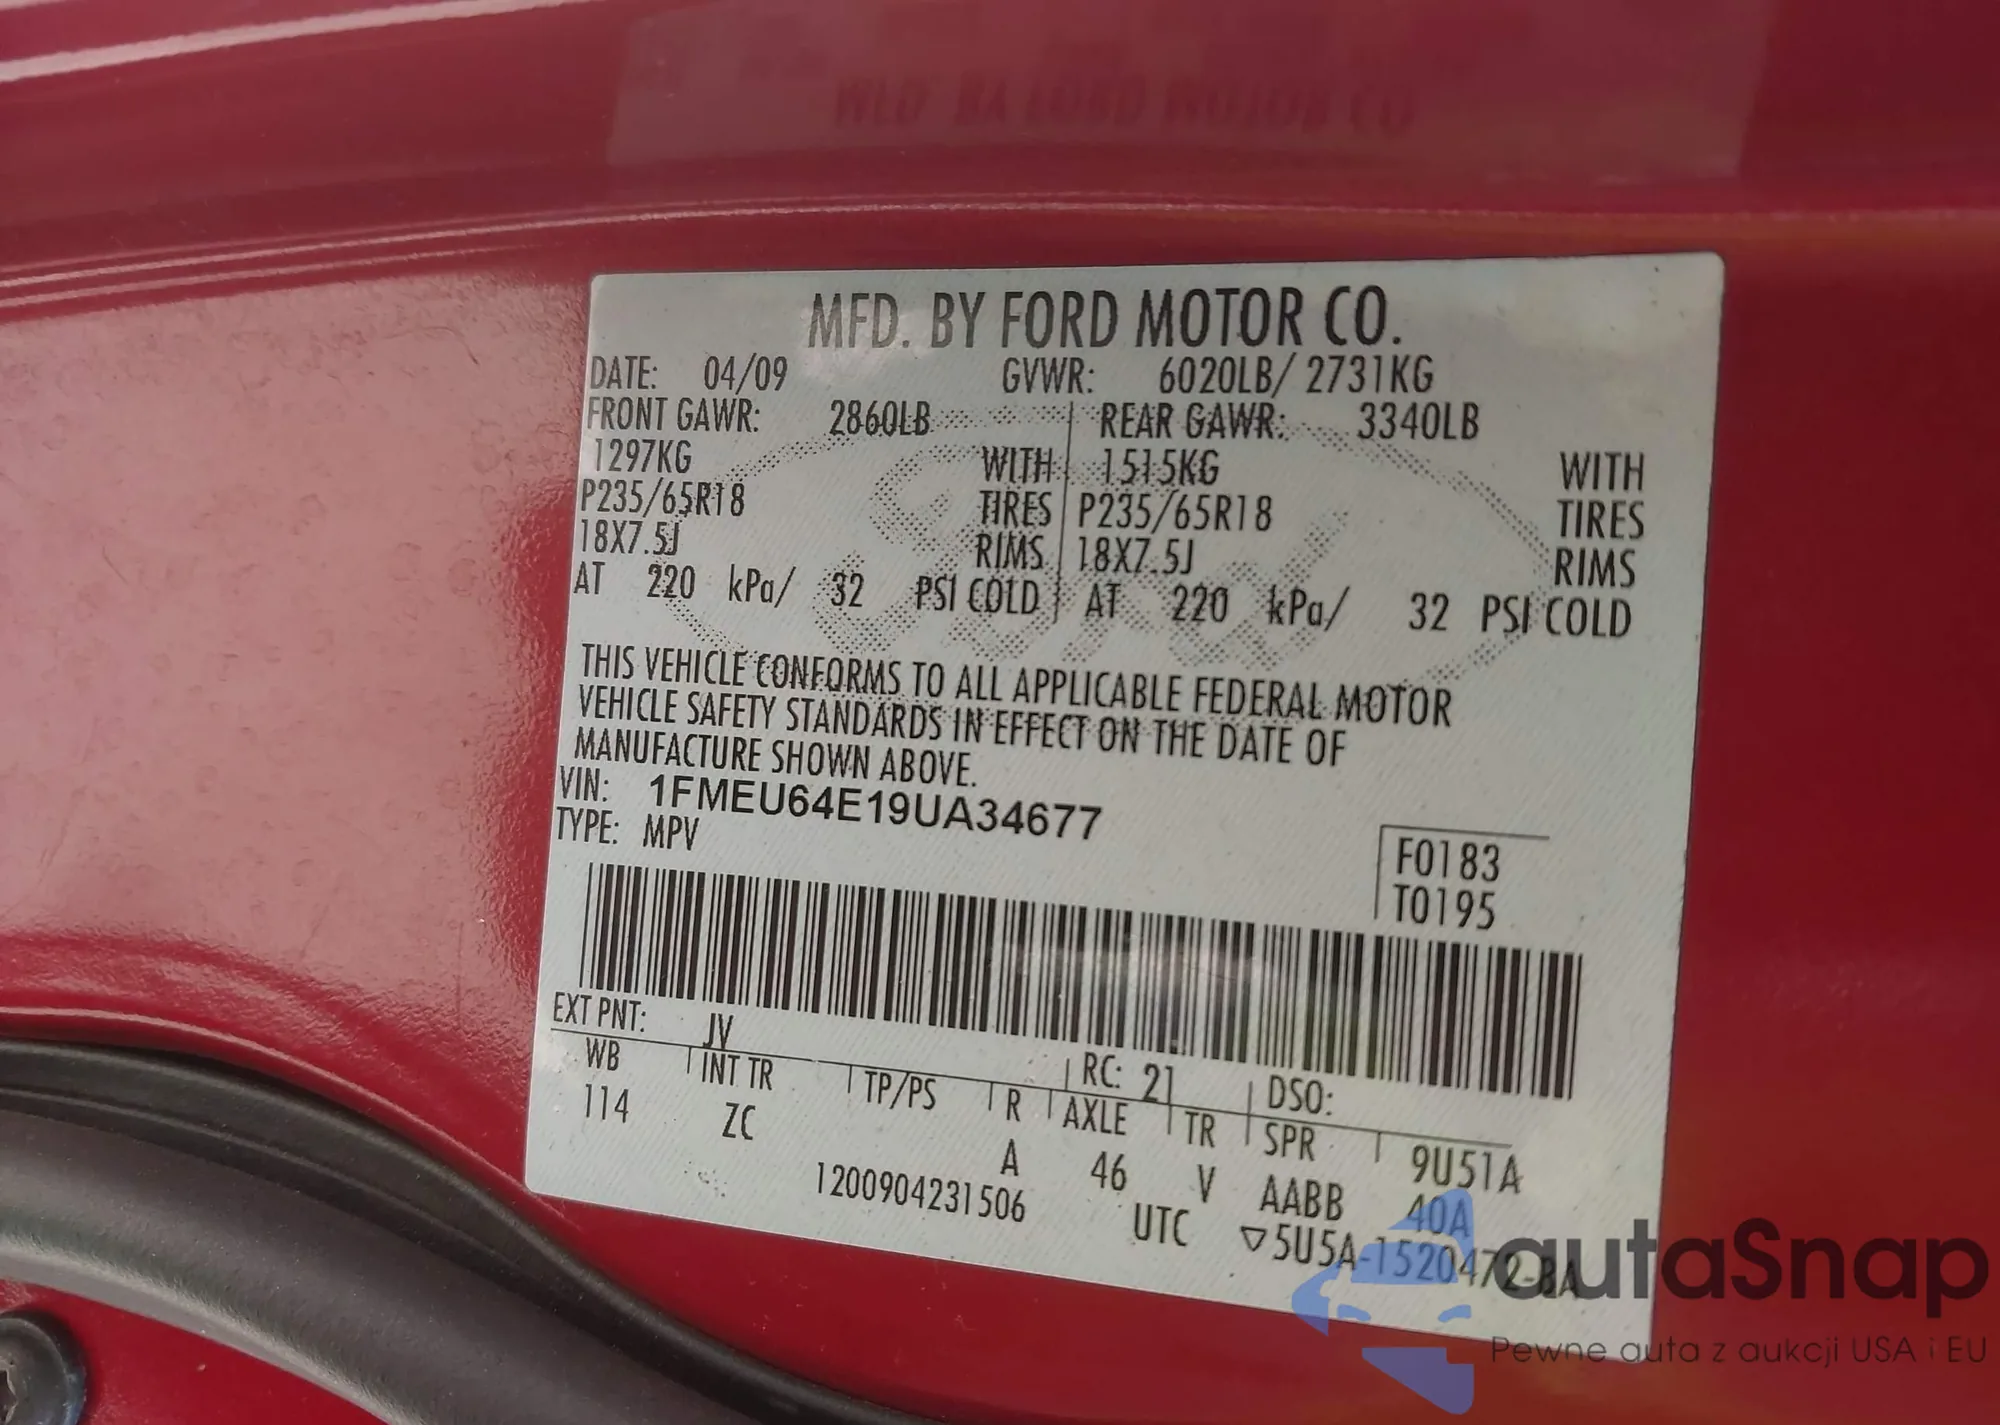 MFD. BY FORD MOTOR CO.
DATE: 04/09 GVWR: 6020LB/ 2731KG
FRONT GAWR: 2860LB REAR GAWR: 3340LB
1297KG WITH 1515KG WITH
P235/65R18 TIRES P235/65R18 TIRES
18X7.5J RIMS 18X7.5J RIMS
AT 220 kPa/ 32 PSI COLD AT 220 kPa/ 32 PSI COLD
THIS VEHICLE CONFORMS TO ALL APPLICABLE FEDERAL MOTOR
VEHICLE SAFETY STANDARDS IN EFFECT ON THE DATE OF
MANUFACTURE SHOWN ABOVE.
VIN: 1FMEU64E19UA34677
TYPE: MPV
F0183
T0195
EXT PNT: JV RC: 21 DSO:
WB INT TR TP/PS R AXLE TR SPR 9U51A
114 ZC A 46 V AABB 40A
1200904231506 UTC ▽5U5A-1520472-BA
Ford
autaSnap
Pewne auta z aukcji USA i EU